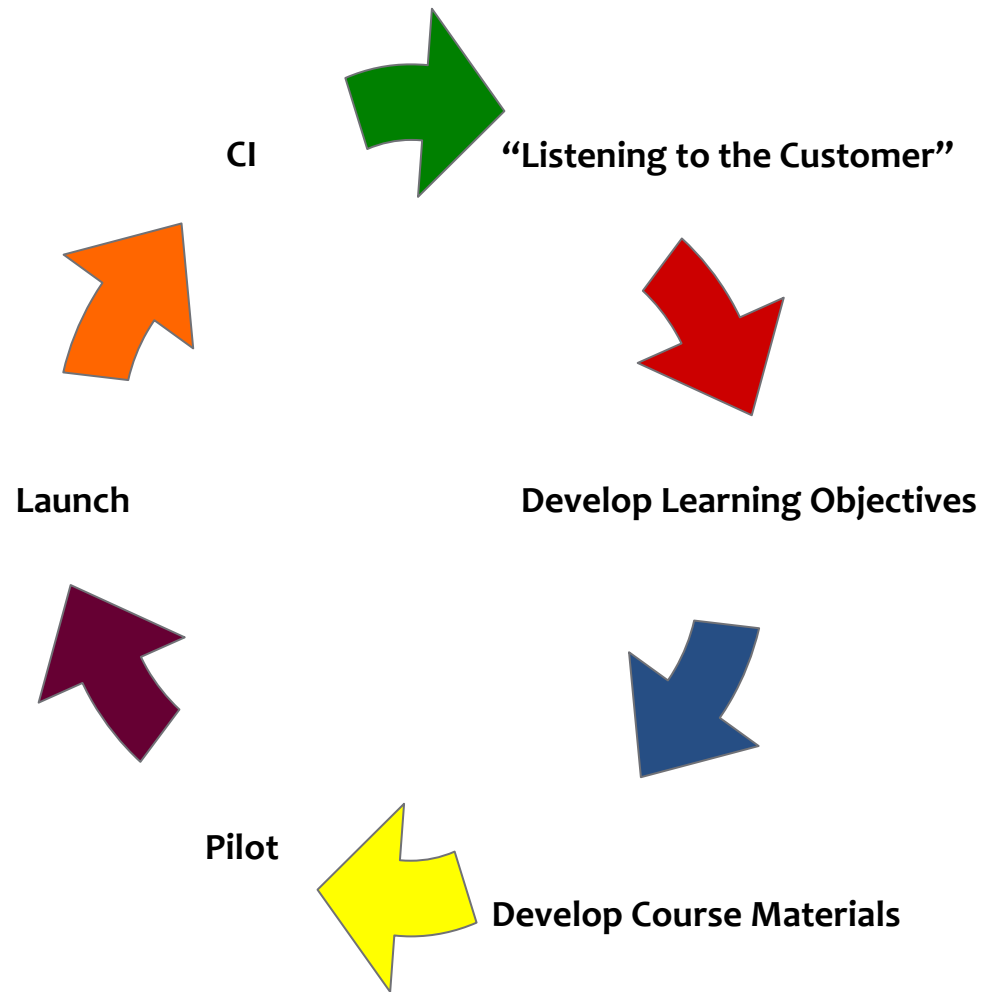 CI
“Listening to the Customer”
Launch
Develop Learning Objectives
Pilot
Develop Course Materials